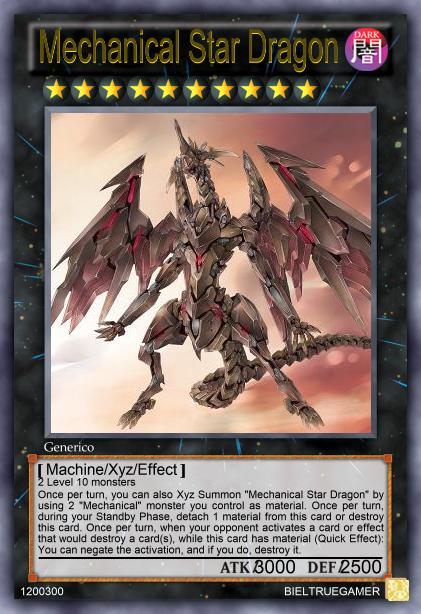 Mechanical Star Dragon
DARK
闇
Generico
[ Machine/Xyz/Effect ]
2 Level 10 monsters
Once per turn, you can also Xyz Summon "Mechanical Star Dragon" by
using 2 "Mechanical" monster you control as material. Once per turn,
during your Standby Phase, detach 1 material from this card or destroy
this card. Once per turn, when your opponent activates a card or effect
that would destroy a card(s), while this card has material (Quick Effect):
You can negate the activation, and if you do, destroy it.
ATK 3000 DEF 2500
1200300 BIELTRUEGAMER